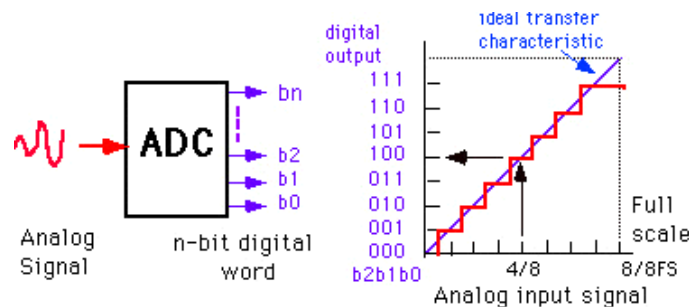 ADC
bn
b2
b1
b0
Analog
Signal
n-bit digital
word
digital
output
ideal transfer
characteristic
111
110
101
100
011
010
001
000
b2b1b0
4/8
8/8FS
Full
scale
Analog input signal